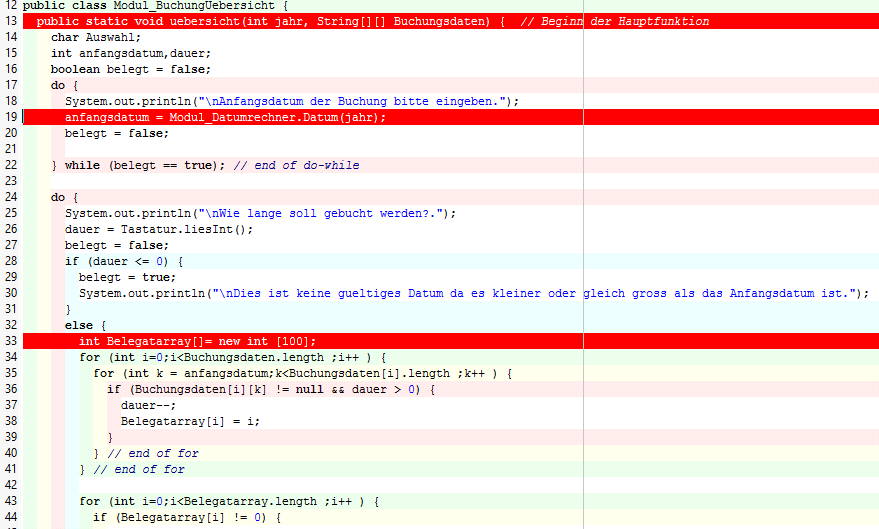 12 public class Modul_BuchungUebersicht {
13 public static void uebersicht(int jahr, String[][] Buchungsdaten) { // Beginn der Hauptfunktion
14 char Auswahl;
15 int anfangsdatum,dauer;
16 boolean belegt = false;
17 do {
18 System.out.println("\nAnfangsdatum der Buchung bitte eingeben.");
19 anfangsdatum = Modul_Datumrechner.Datum(jahr);
20 belegt = false;
21
22 } while (belegt == true); // end of do-while
23
24 do {
25 System.out.println("\nWie lange soll gebucht werden?.");
26 dauer = Tastatur.liesInt();
27 belegt = false;
28 if (dauer <= 0) {
29 belegt = true;
30 System.out.println("\nDies ist keine gueltiges Datum da es kleiner oder gleich gross als das Anfangsdatum ist.");
31 }
32 else {
33 int Belegatarray[]= new int [100];
34 for (int i=0;i<Buchungsdaten.length ;i++ ) {
35 for (int k = anfangsdatum;k<Buchungsdaten[i].length ;k++ ) {
36 if (Buchungsdaten[i][k] != null && dauer > 0) {
37 dauer--;
38 Belegatarray[i] = i;
39 }
40 } // end of for
41 } // end of for
42
43 for (int i=0;i<Belegatarray.length ;i++ ) {
44 if (Belegatarray[i] != 0) {